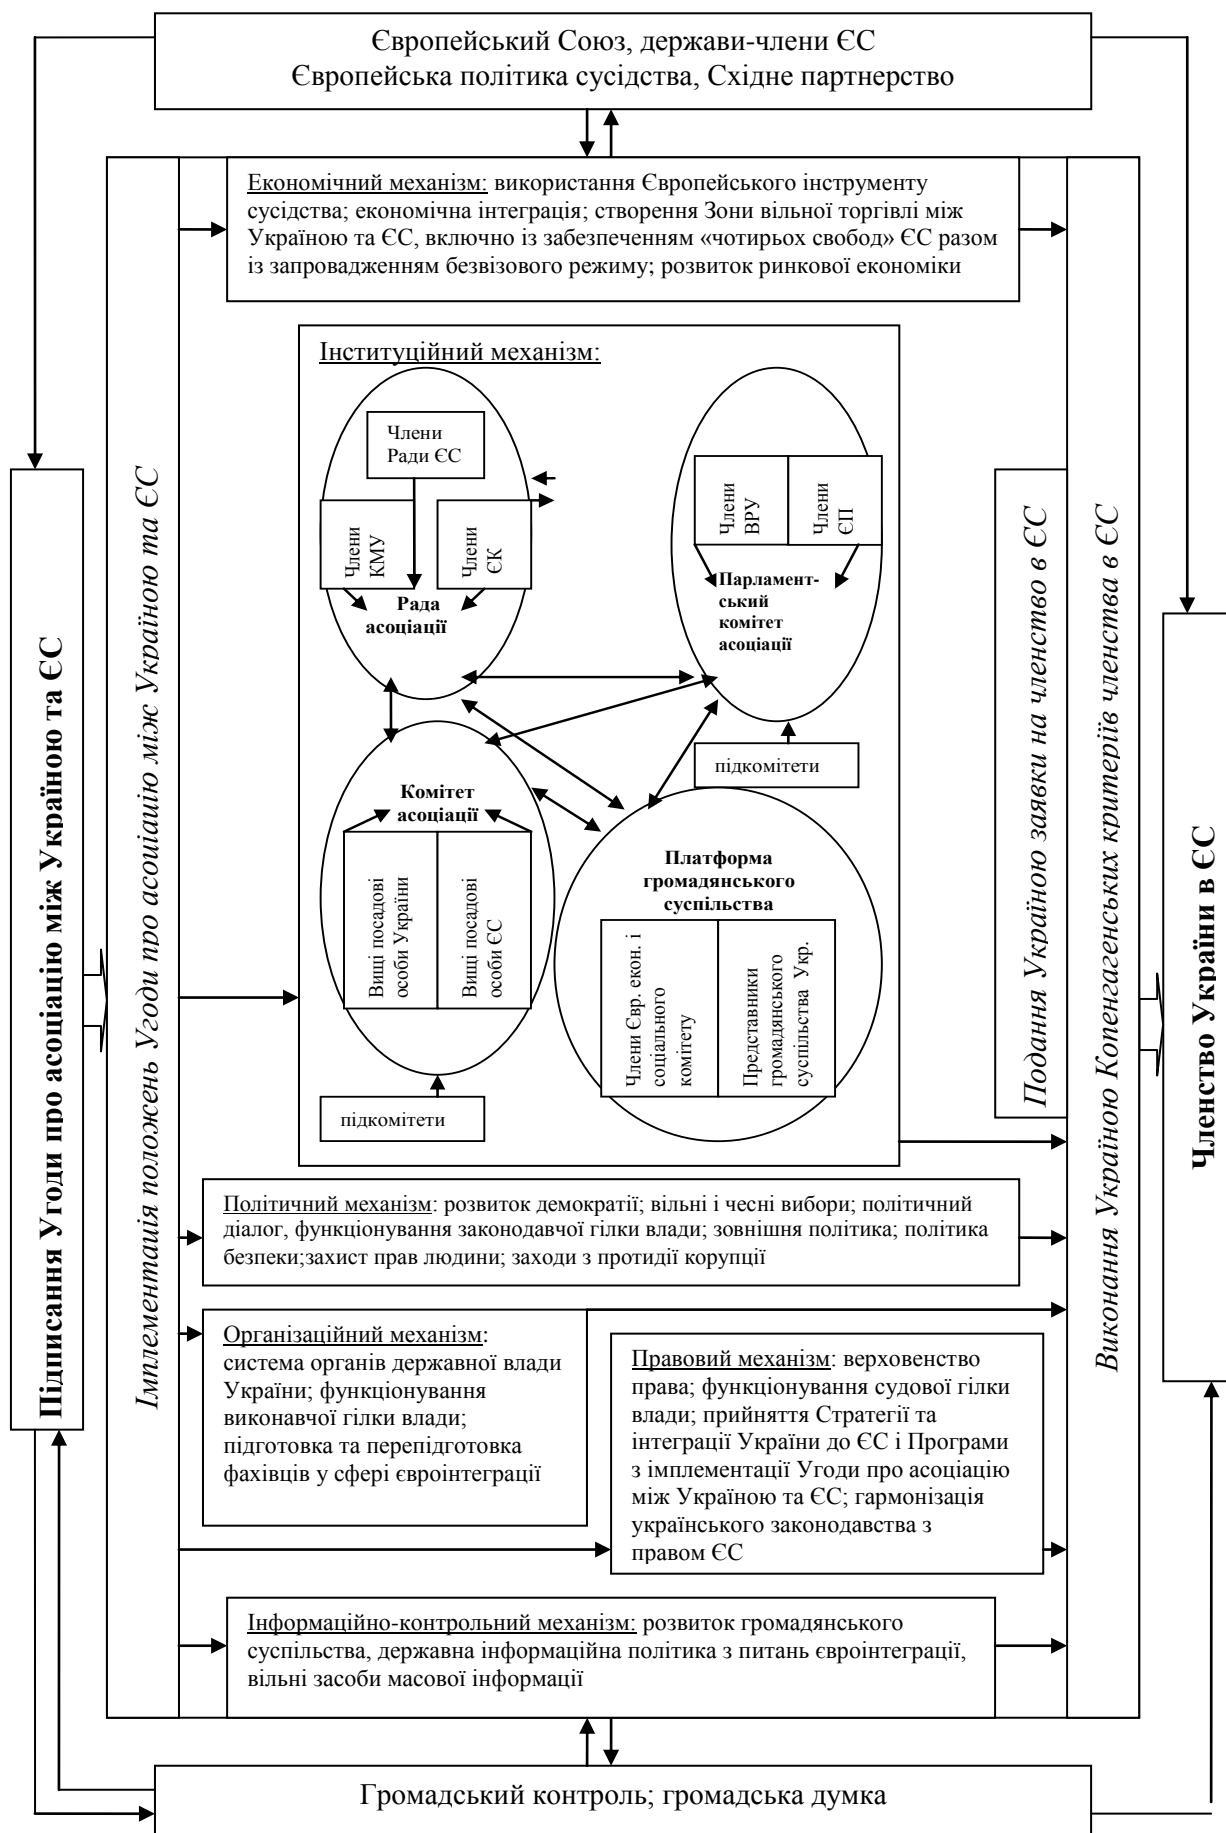 Європейський Союз, держави-члени ЄС
Європейська політика сусідства, Східне партнерство
Підписання Угоди про асоціацію між Україною та ЄС
Імплементація положень Угоди про асоціацію між Україною та ЄС
Економічний механізм: використання Європейського інструменту
сусідства; економічна інтеграція; створення Зони вільної торгівлі між
Україною та ЄС, включно із забезпеченням «чотирьох свобод» ЄС разом
із запровадженням безвізового режиму; розвиток ринкової економіки
Інституційний механізм:
Члени
Ради ЄС
Члени
КМУ
Члени
ЄК
Рада
асоціації
Члени
ВРУ
Члени
ЄП
Парламент-
ський
комітет
асоціації
підкомітети
Комітет
асоціації
Вищі посадові
особи України
Вищі посадові
особи ЄС
підкомітети
Платформа
громадянського
суспільства
Члени Євр. екон. і
соціального
комітету
Представники
громадянського
суспільства Укр.
Політичний механізм: розвиток демократії; вільні і чесні вибори; політичний
діалог, функціонування законодавчої гілки влади; зовнішня політика; політика
безпеки;захист прав людини; заходи з протидії корупції
Організаційний механізм:
система органів державної влади
України; функціонування
виконавчої гілки влади;
підготовка та перепідготовка
фахівців у сфері євроінтеграції
Правовий механізм: верховенство
права; функціонування судової гілки
влади; прийняття Стратегії та
інтеграції України до ЄС і Програми
з імплементації Угоди про асоціацію
між Україною та ЄС; гармонізація
українського законодавства з
правом ЄС
Інформаційно-контрольний механізм: розвиток громадянського
суспільства, державна інформаційна політика з питань євроінтеграції,
вільні засоби масової інформації
Подання Україною заявки на членство в ЄС
Виконання Україною Копенгагенських критеріїв членства в ЄС
Членство України в ЄС
Громадський контроль; громадська думка